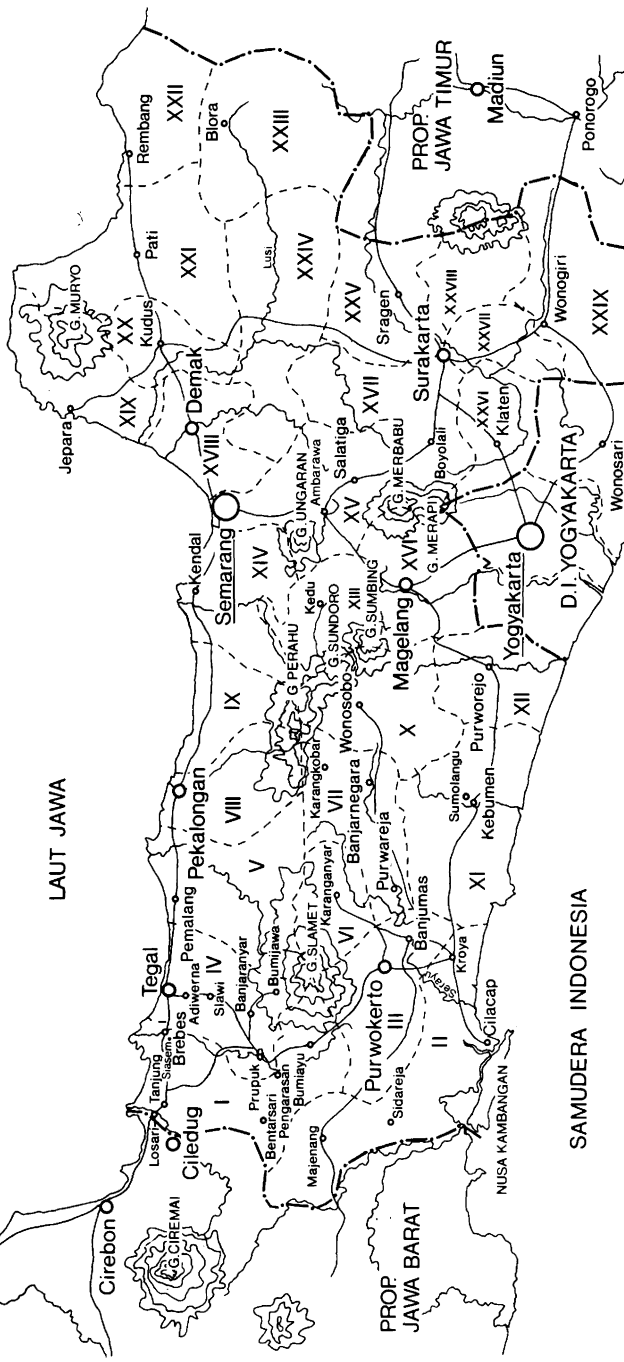 LAUT JAWA
Cirebon
G.CIREMAI
PROP.
JAWA BARAT
Losari
Ciledug
Tanjung
Siasem
Brebes
Tegal
Adiwerna
Slawi
IV
Pemalang
Pekalongan
I
Prupuk
Bentarsari
Pengarasan
Bumiayu
Banjaranyar
Bumijawa
V
VIII
IX
G.SLAMET
Karanganyar
VI
Majenang
Sidareja
Purwokerto
III
II
Banjumas
Kroya
Serayu
Cilacap
NUSA KAMBANGAN
SAMUDERA INDONESIA
Purwareja
Banjarnegara
VII
Karangkobar
Wonosobo
G.PERAHU
G.SUNDORO
G.SUMBING
XIII
Kedu
X
XI
Sumolangu
Kebumen
Purworejo
XII
Kendal
Semarang
XIV
G.UNGARAN
Ambarawa
Salatiga
XV
Magelang
XVI
G.MERAPI
G.MERBABU
Yogyakarta
D.I. YOGYAKARTA
Wonosari
Boyolali
Klaten
XXVI
Surakarta
XVII
XVIII
Demak
XIX
Jepara
XX
Kudus
G.MURYO
Pati
XXI
Rembang
XXII
Blora
XXIII
Lusi
XXIV
XXV
Sragen
XXVIII
XXVII
Wonogiri
XXIX
PROP.
JAWA TIMUR
Madiun
Ponorogo